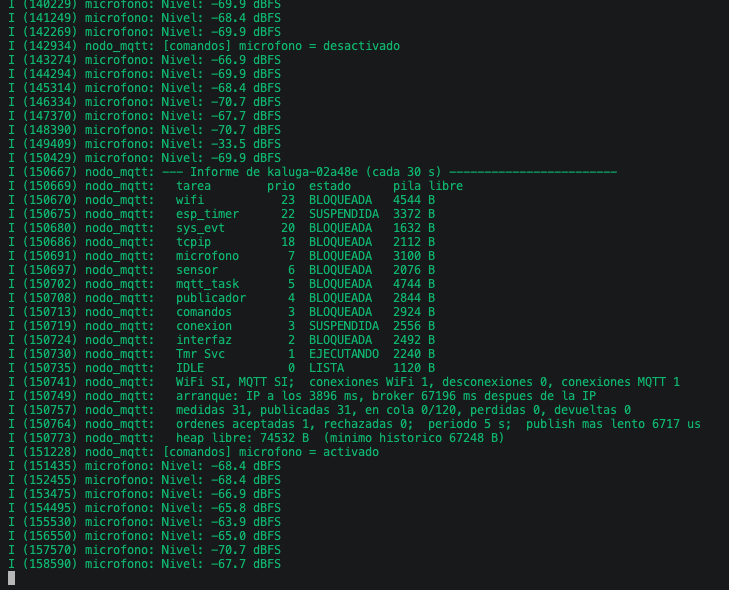 I (140229) microfono: Nivel: -69.9 dBFS
I (141249) microfono: Nivel: -68.4 dBFS
I (142269) microfono: Nivel: -69.9 dBFS
I (142934) nodo_mqtt: [comandos] microfono = desactivado
I (143274) microfono: Nivel: -66.9 dBFS
I (144294) microfono: Nivel: -69.9 dBFS
I (145314) microfono: Nivel: -68.4 dBFS
I (146334) microfono: Nivel: -70.7 dBFS
I (147370) microfono: Nivel: -67.7 dBFS
I (148390) microfono: Nivel: -70.7 dBFS
I (149409) microfono: Nivel: -33.5 dBFS
I (150429) microfono: Nivel: -69.9 dBFS
I (150667) nodo_mqtt: --- Informe de kaluga-02a48e (cada 30 s) ------------------------
I (150669) nodo_mqtt:   tarea        prio  estado      pila libre
I (150670) nodo_mqtt:   wifi           23  BLOQUEADA   4544 B
I (150675) nodo_mqtt:   esp_timer      22  SUSPENDIDA  3372 B
I (150680) nodo_mqtt:   sys_evt        20  BLOQUEADA   1632 B
I (150686) nodo_mqtt:   tcpip          18  BLOQUEADA   2112 B
I (150691) nodo_mqtt:   microfono       7  BLOQUEADA   3100 B
I (150697) nodo_mqtt:   sensor          6  BLOQUEADA   2076 B
I (150702) nodo_mqtt:   mqtt_task       5  BLOQUEADA   4744 B
I (150708) nodo_mqtt:   publicador      4  BLOQUEADA   2844 B
I (150713) nodo_mqtt:   comandos        3  BLOQUEADA   2924 B
I (150719) nodo_mqtt:   conexion        3  SUSPENDIDA  2556 B
I (150724) nodo_mqtt:   interfaz        2  BLOQUEADA   2492 B
I (150730) nodo_mqtt:   Tmr Svc         1  EJECUTANDO  2240 B
I (150735) nodo_mqtt:   IDLE            0  LISTA       1120 B
I (150741) nodo_mqtt:   WiFi SI, MQTT SI;  conexiones WiFi 1, desconexiones 0, conexiones MQTT 1
I (150749) nodo_mqtt:   arranque: IP a los 3896 ms, broker 67196 ms despues de la IP
I (150757) nodo_mqtt:   medidas 31, publicadas 31, en cola 0/120, perdidas 0, devueltas 0
I (150764) nodo_mqtt:   ordenes aceptadas 1, rechazadas 0;  periodo 5 s;  publish mas lento 6717 us
I (150773) nodo_mqtt:   heap libre: 74532 B  (minimo historico 67248 B)
I (151228) nodo_mqtt: [comandos] microfono = activado
I (151435) microfono: Nivel: -68.4 dBFS
I (152455) microfono: Nivel: -68.4 dBFS
I (153475) microfono: Nivel: -66.9 dBFS
I (154495) microfono: Nivel: -65.8 dBFS
I (155530) microfono: Nivel: -63.9 dBFS
I (156550) microfono: Nivel: -65.0 dBFS
I (157570) microfono: Nivel: -70.7 dBFS
I (158590) microfono: Nivel: -67.7 dBFS